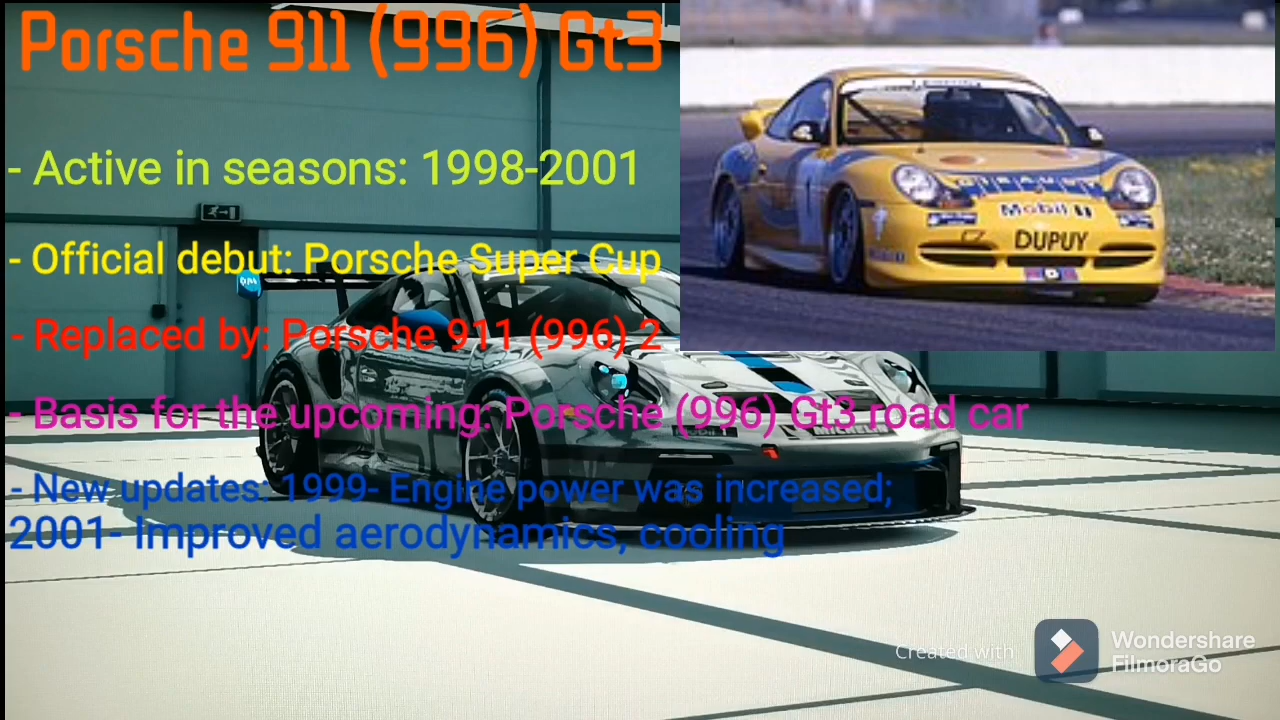 Porsche 911 (996) Gt3
- Active in seasons: 1998-2001
- Official debut: Porsche Super Cup
- Replaced by: Porsche 911 (996) 2
- Basis for the upcoming: Porsche (996) Gt3 road car
- New updates: 1999- Engine power was increased;
2001- Improved aerodynamics, cooling
Mobil 1
DUPUY
Created with
Wondershare
FilmoraGo